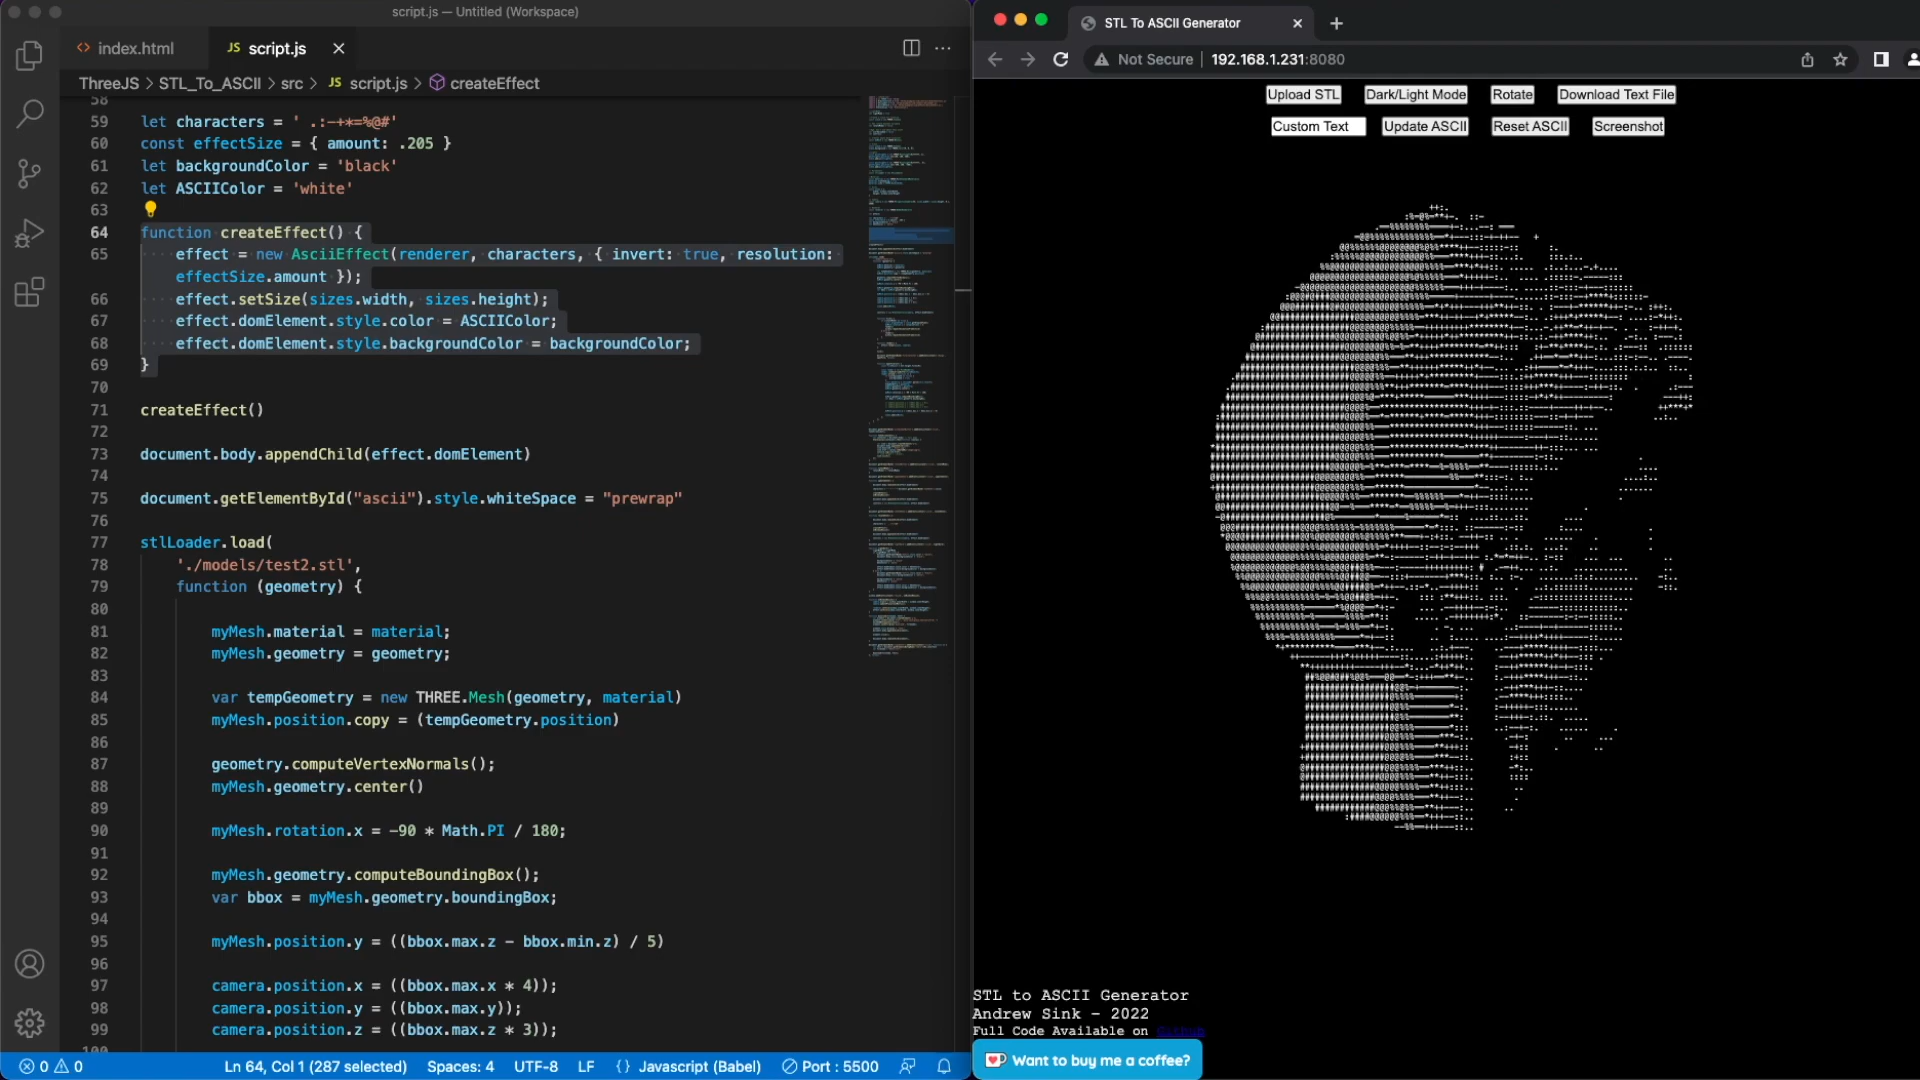 script.js — Untitled (Workspace)
index.html
JS script.js
ThreeJS > STL_To_ASCII > src > JS script.js > createEffect
58
59 let characters = ' .:-+*=%@#'
60 const effectSize = { amount: .205 }
61 let backgroundColor = 'black'
62 let ASCIIColor = 'white'
63
64 function createEffect() {
65 effect = new AsciiEffect(renderer, characters, { invert: true, resolution:
effectSize.amount });
66 effect.setSize(sizes.width, sizes.height);
67 effect.domElement.style.color = ASCIIColor;
68 effect.domElement.style.backgroundColor = backgroundColor;
69 }
70
71 createEffect()
72
73 document.body.appendChild(effect.domElement)
74
75 document.getElementById("ascii").style.whiteSpace = "prewrap"
76
77 stlLoader.load(
78 './models/test2.stl',
79 function (geometry) {
80
81 myMesh.material = material;
82 myMesh.geometry = geometry;
83
84 var tempGeometry = new THREE.Mesh(geometry, material)
85 myMesh.position.copy = (tempGeometry.position)
86
87 geometry.computeVertexNormals();
88 myMesh.geometry.center()
89
90 myMesh.rotation.x = -90 * Math.PI / 180;
91
92 myMesh.geometry.computeBoundingBox();
93 var bbox = myMesh.geometry.boundingBox;
94
95 myMesh.position.y = ((bbox.max.z - bbox.min.z) / 5)
96
97 camera.position.x = ((bbox.max.x * 4));
98 camera.position.y = ((bbox.max.y));
99 camera.position.z = ((bbox.max.z * 3));
100
0 0
Ln 64, Col 1 (287 selected)
Spaces: 4
UTF-8
LF
{ } Javascript (Babel)
Port : 5500
STL To ASCII Generator
Not Secure | 192.168.1.231:8080
Upload STL
Dark/Light Mode
Rotate
Download Text File
Custom Text
Update ASCII
Reset ASCII
Screenshot
STL to ASCII Generator
Andrew Sink - 2022
Full Code Available on Github
Want to buy me a coffee?